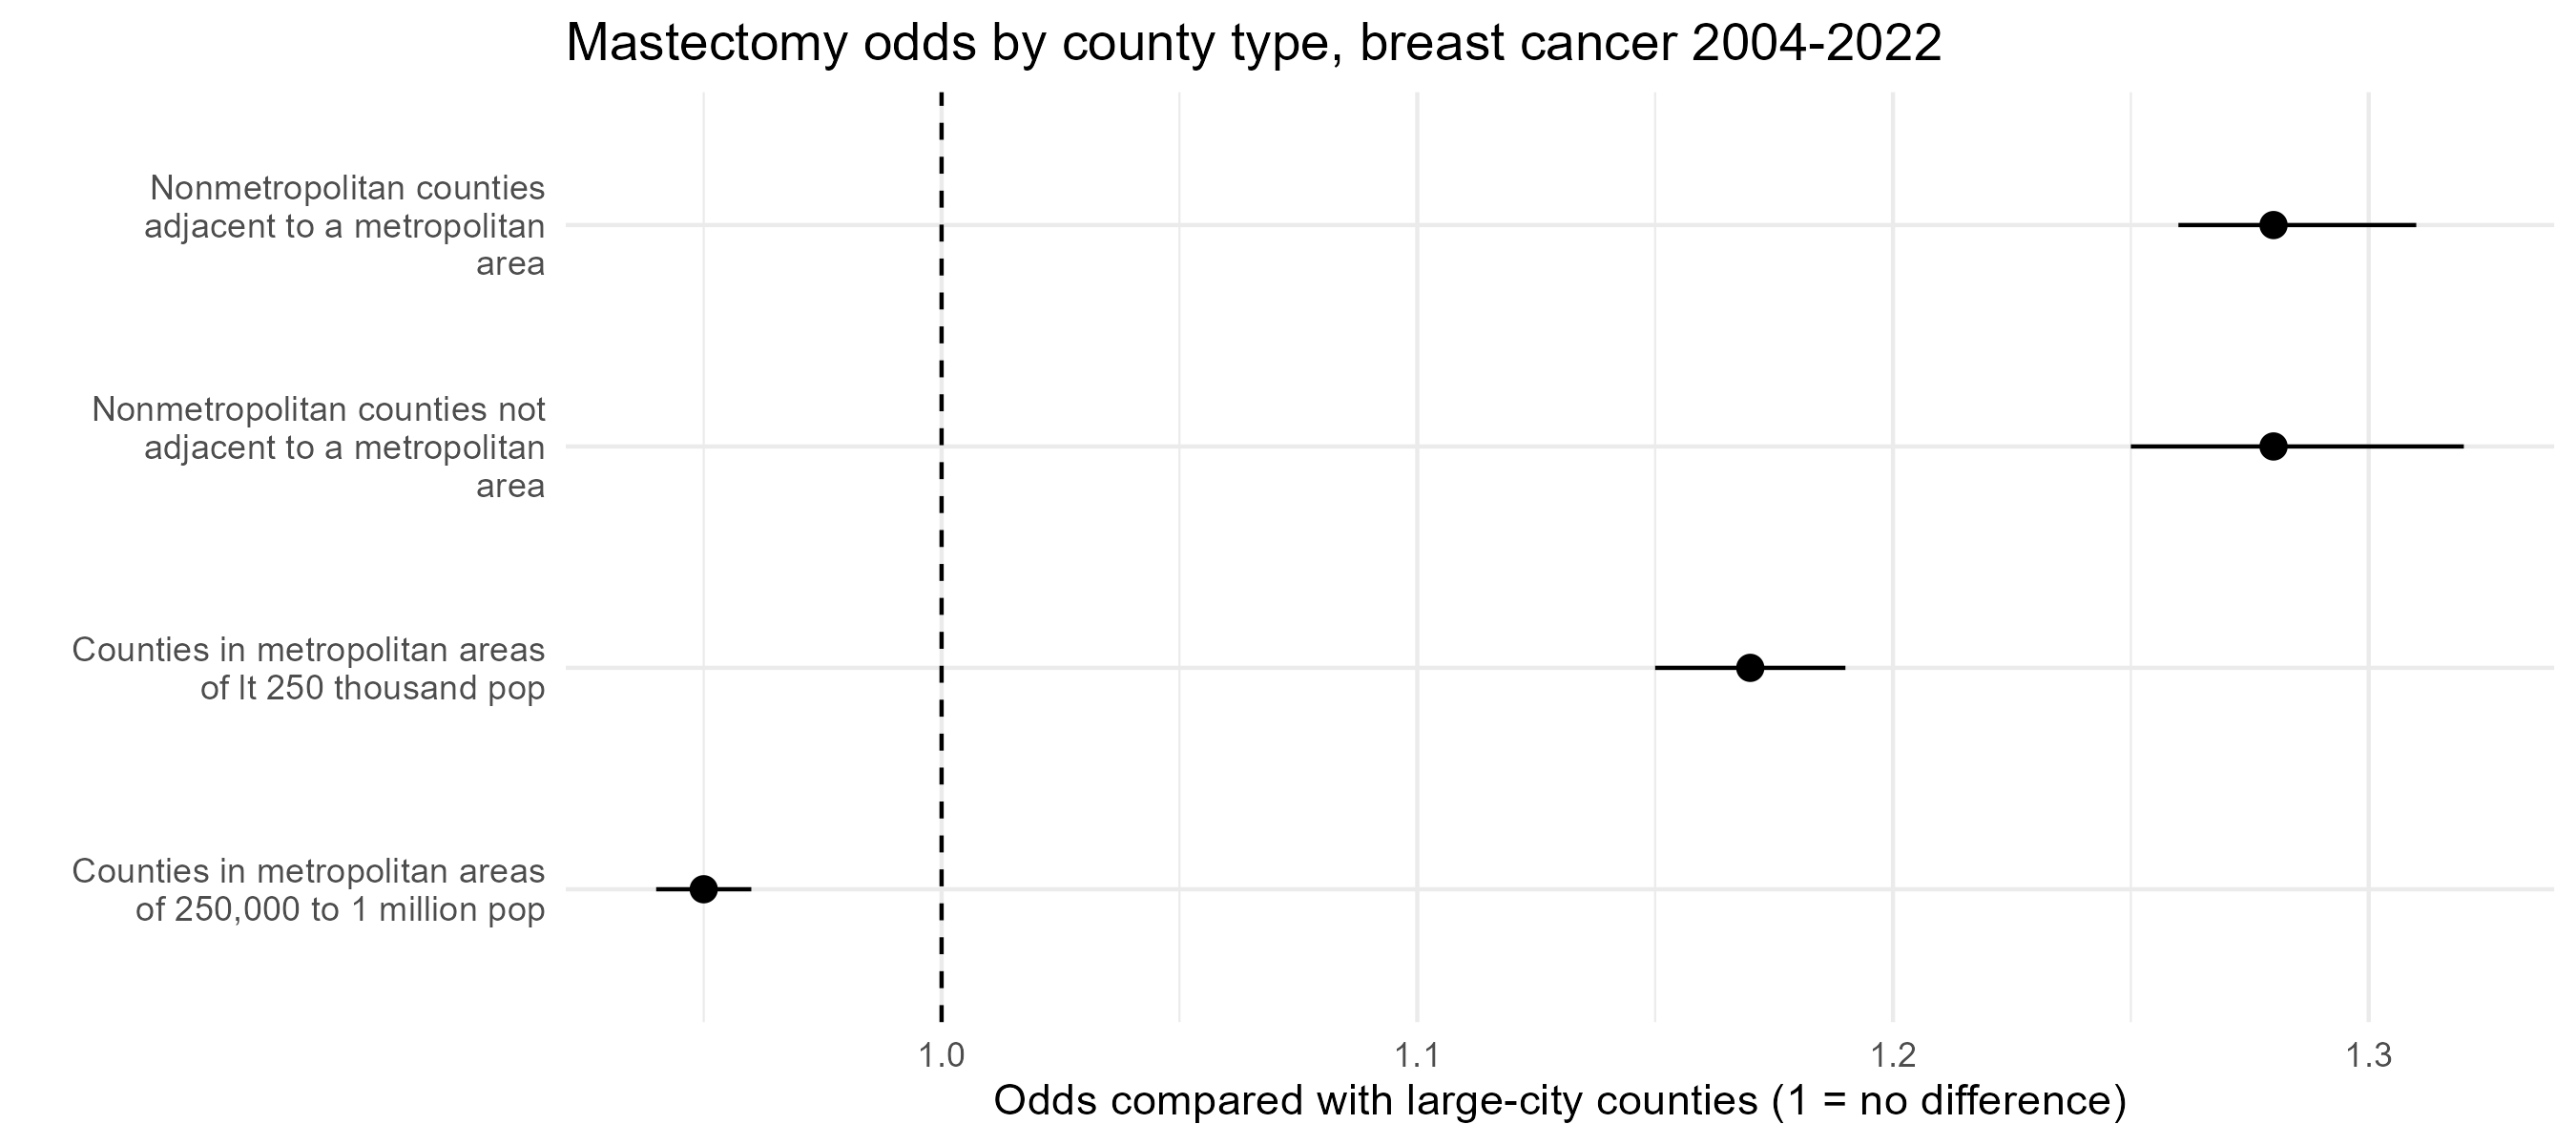 Mastectomy odds by county type, breast cancer 2004-2022
Nonmetropolitan counties
adjacent to a metropolitan
area
Nonmetropolitan counties not
adjacent to a metropolitan
area
Counties in metropolitan areas
of lt 250 thousand pop
Counties in metropolitan areas
of 250,000 to 1 million pop
1.0 1.1 1.2 1.3
Odds compared with large-city counties (1 = no difference)